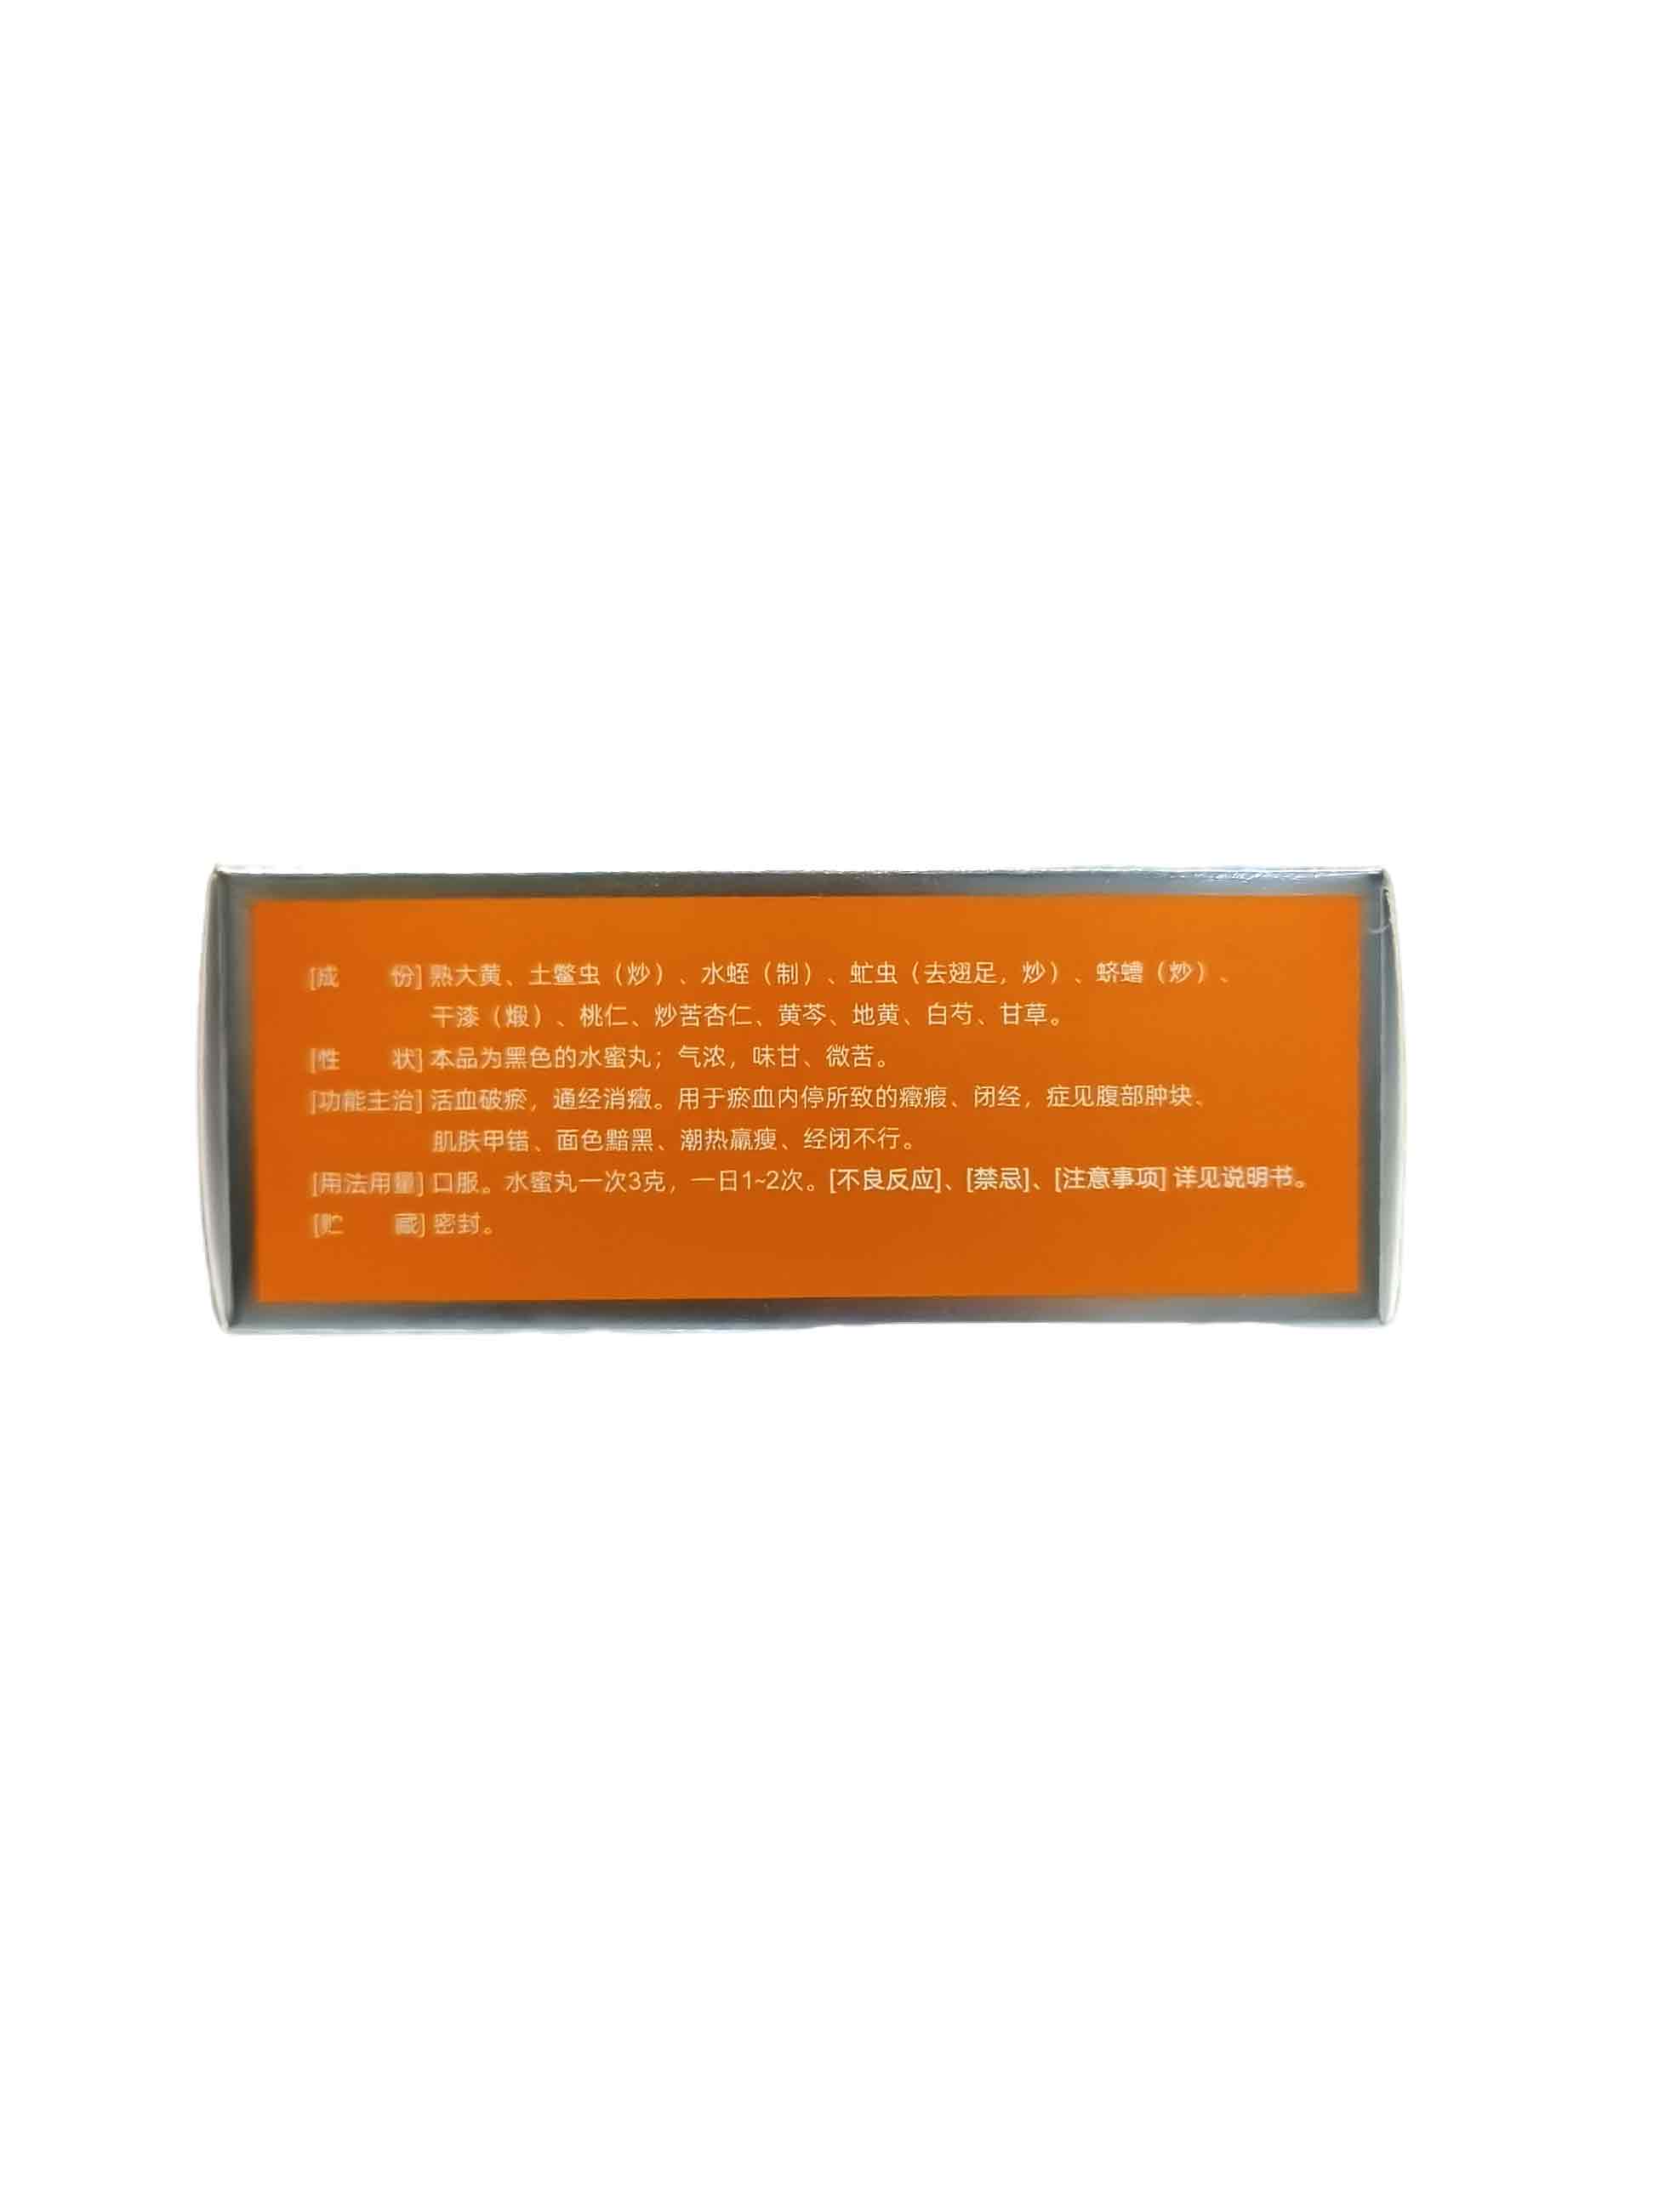 [成　　份] 熟大黄、土鳖虫（炒）、水蛭（制）、虻虫（去翅足，炒）、蛴螬（炒）、
干漆（煅）、桃仁、炒苦杏仁、黄芩、地黄、白芍、甘草。
[性　　状] 本品为黑色的水蜜丸；气浓，味甘、微苦。
[功能主治] 活血破瘀，通经消癥。用于瘀血内停所致的癥瘕、闭经，症见腹部肿块、
肌肤甲错、面色黯黑、潮热羸瘦、经闭不行。
[用法用量] 口服。水蜜丸一次3克，一日1~2次。[不良反应]、[禁忌]、[注意事项] 详见说明书。
[贮　　藏] 密封。